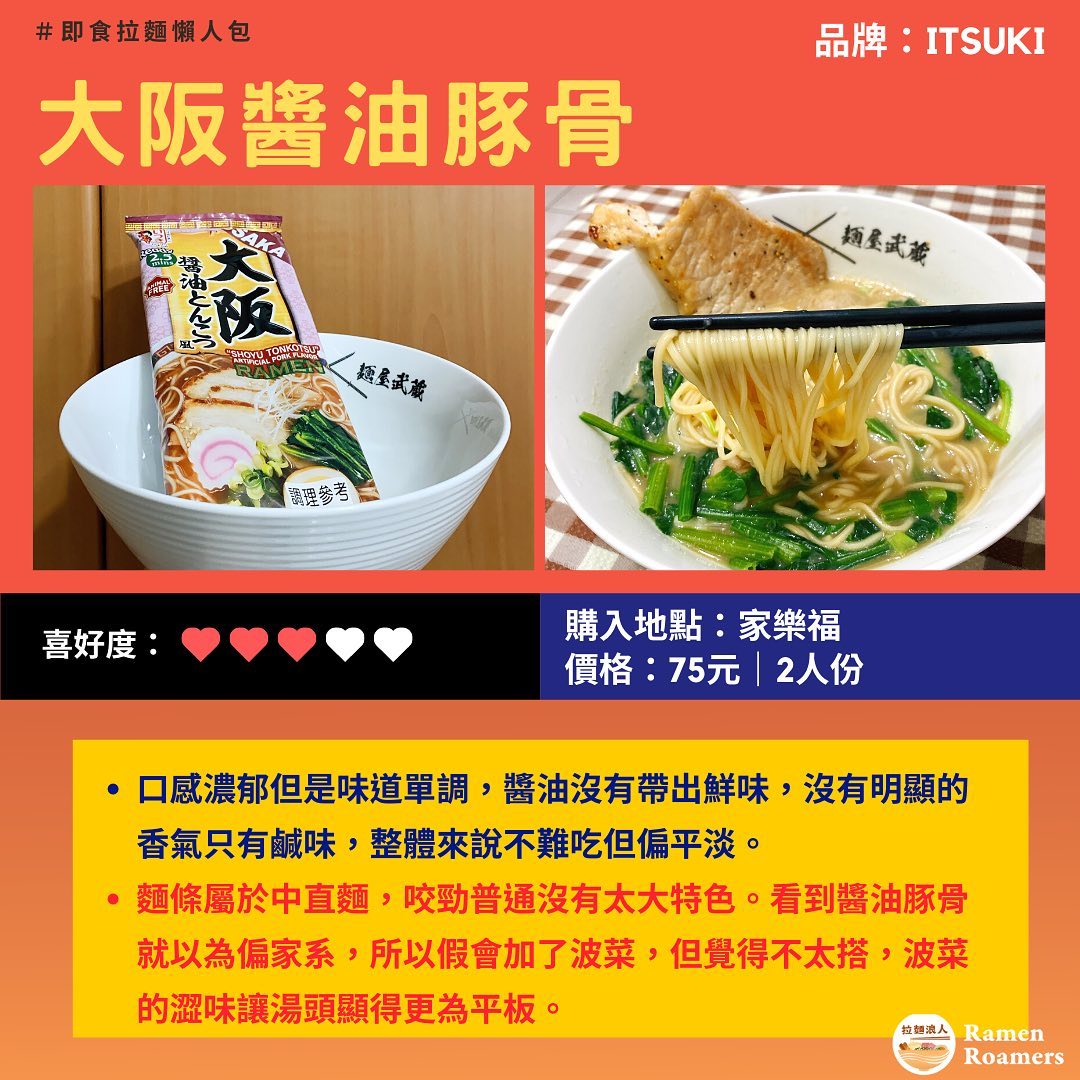 #即食拉麵懶人包
品牌：ITSUKI
大阪醬油豚骨
OSAKA
READY
2.5
mins
ANIMAL
FREE
大阪
醤油とんこつ
風
"SHOYU TONKOTSU"
ARTIFICIAL PORK FLAVOR
RAMEN
調理參考
麵屋武蔵
麵屋武蔵
喜好度：
購入地點：家樂福
價格：75元｜2人份
• 口感濃郁但是味道單調，醬油沒有帶出鮮味，沒有明顯的
香氣只有鹹味，整體來說不難吃但偏平淡。
• 麵條屬於中直麵，咬勁普通沒有太大特色。看到醬油豚骨
就以為偏家系，所以假會加了波菜，但覺得不太搭，波菜
的澀味讓湯頭顯得更為平板。
拉麵浪人
Ramen
Roamers